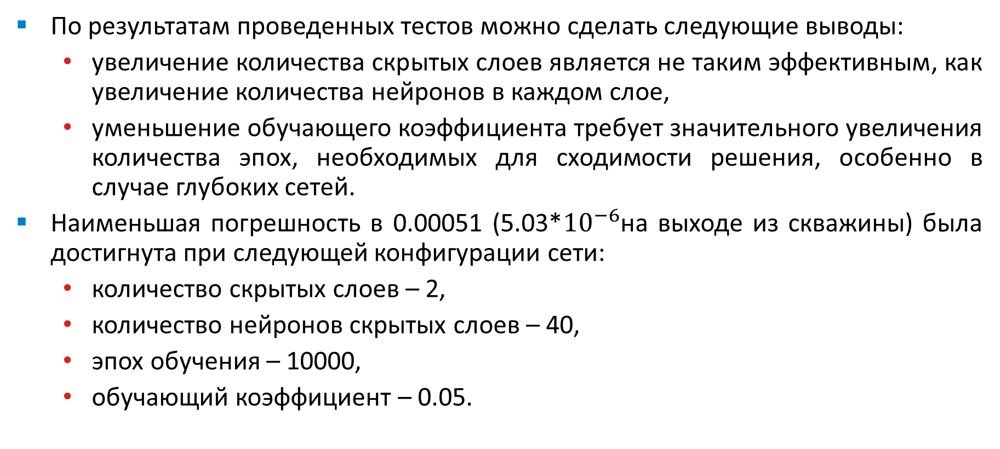 ▪ По результатам проведенных тестов можно сделать следующие выводы:
• увеличение количества скрытых слоев является не таким эффективным, как
увеличение количества нейронов в каждом слое,
• уменьшение обучающего коэффициента требует значительного увеличения
количества эпох, необходимых для сходимости решения, особенно в
случае глубоких сетей.
▪ Наименьшая погрешность в 0.00051 (5.03*10⁻⁶на выходе из скважины) была
достигнута при следующей конфигурации сети:
• количество скрытых слоев – 2,
• количество нейронов скрытых слоев – 40,
• эпох обучения – 10000,
• обучающий коэффициент – 0.05.